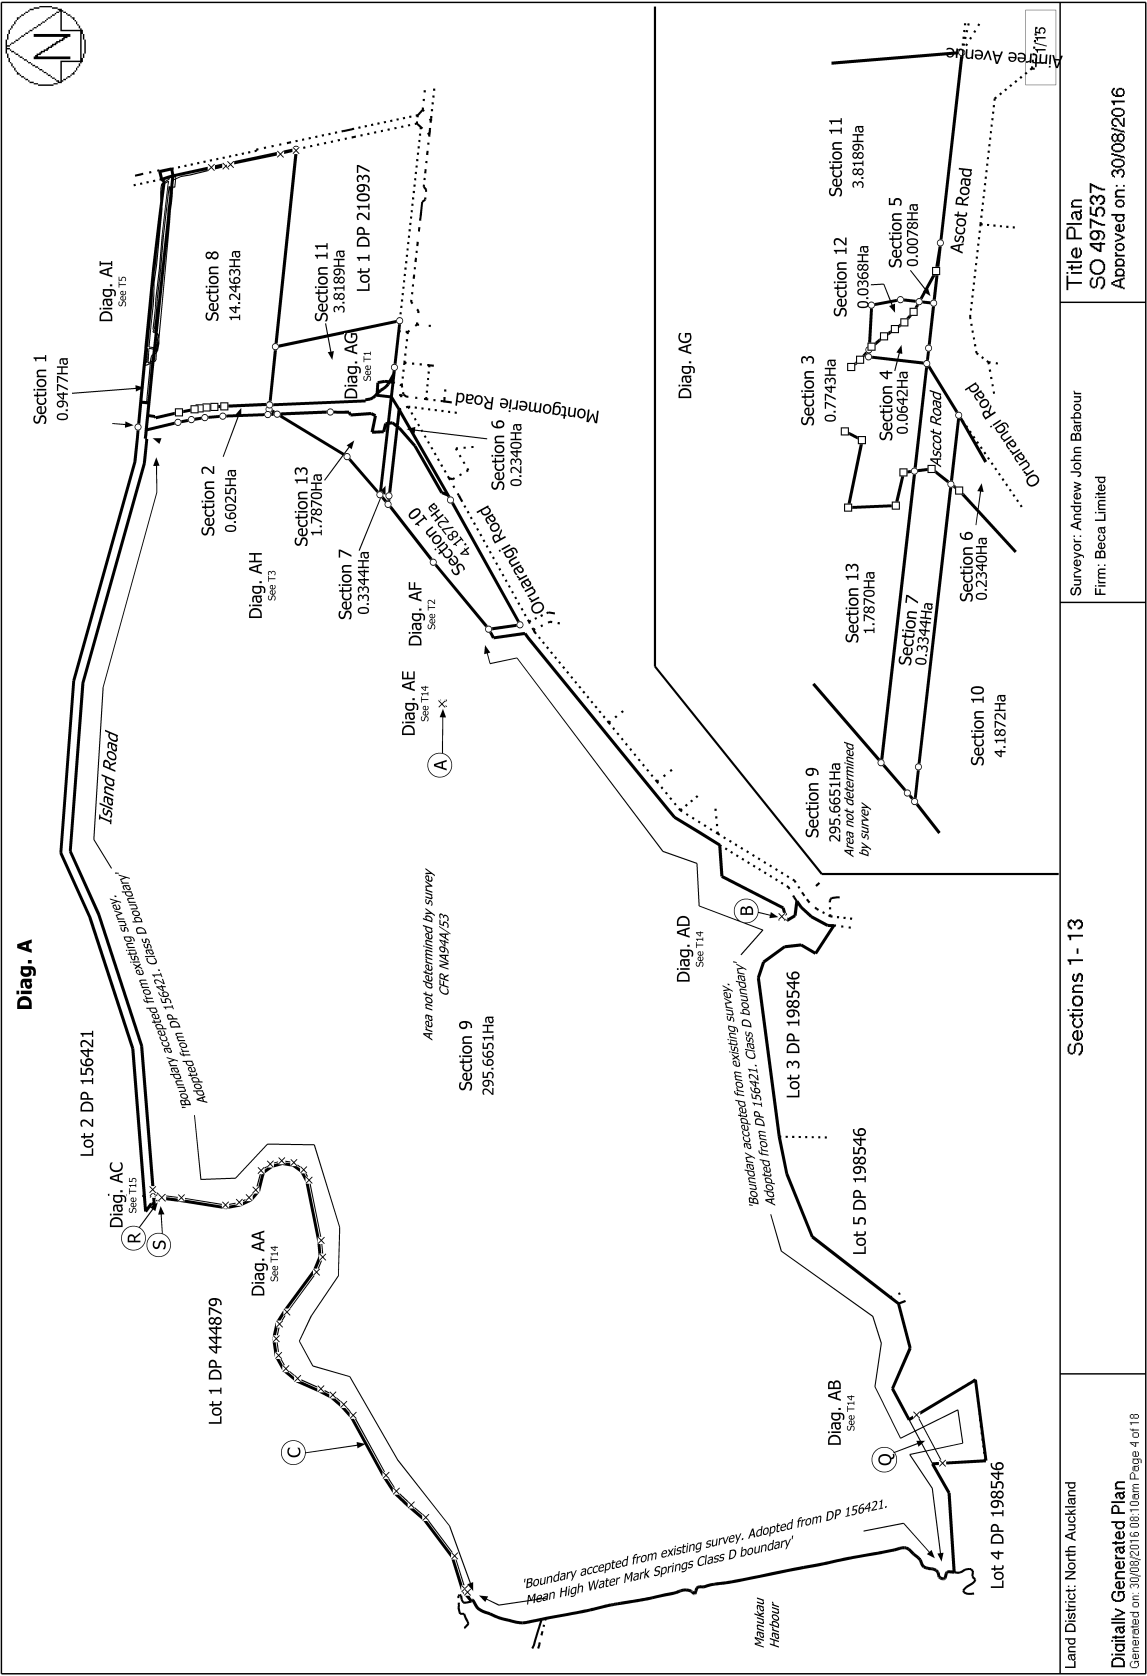 N
Diag. A
Lot 2 DP 156421
Island Road
'Boundary accepted from existing survey.
Adopted from DP 156421. Class D boundary'
Diag. AC
See T15
R
S
Lot 1 DP 444879
Diag. AA
See T14
C
Section 1
0.9477Ha
Diag. AI
See T5
Section 8
14.2463Ha
Section 2
0.6025Ha
Section 11
3.8189Ha
Lot 1 DP 210937
Diag. AG
See T1
Section 13
1.7870Ha
Diag. AH
See T3
Section 7
0.3344Ha
Section 10
4.1872Ha
Section 6
0.2340Ha
Montgomerie Road
Oruarangi Road
Diag. AF
See T2
Diag. AE
See T14
A
Area not determined by survey
CFR NA94A/53
Section 9
295.6651Ha
Diag. AD
See T14
B
'Boundary accepted from existing survey.
Adopted from DP 156421. Class D boundary'
Lot 3 DP 198546
Lot 5 DP 198546
Diag. AB
See T14
Q
Lot 4 DP 198546
'Boundary accepted from existing survey. Adopted from DP 156421.
Mean High Water Mark Springs Class D boundary'
Manukau
Harbour
Diag. AG
Section 11
3.8189Ha
Section 12
0.0368Ha
Section 5
0.0078Ha
Section 3
0.7743Ha
Section 4
0.0642Ha
Ascot Road
Ascot Road
Aintree Avenue
Oruarangi Road
Section 13
1.7870Ha
Section 7
0.3344Ha
Section 6
0.2340Ha
Section 9
295.6651Ha
Area not determined
by survey
Section 10
4.1872Ha
T1/15
Land District: North Auckland
Digitally Generated Plan
Generated on: 30/08/2016 08:10am Page 4 of 18
Sections 1- 13
Surveyor: Andrew John Barbour
Firm: Beca Limited
Title Plan
SO 497537
Approved on: 30/08/2016